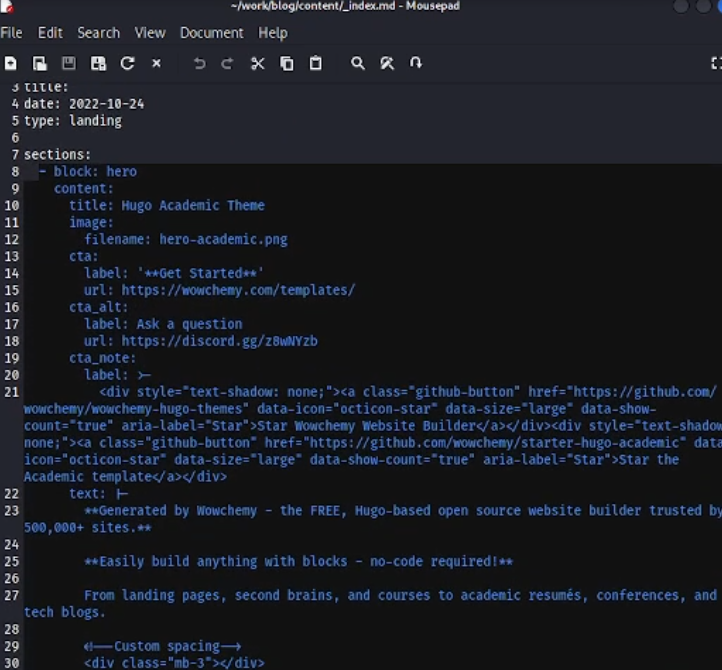 ~/work/blog/content/_index.md - Mousepad
File Edit Search View Document Help
3 title:
4 date: 2022-10-24
5 type: landing
6
7 sections:
8 - block: hero
9 content:
10 title: Hugo Academic Theme
11 image:
12 filename: hero-academic.png
13 cta:
14 label: '**Get Started**'
15 url: https://wowchemy.com/templates/
16 cta_alt:
17 label: Ask a question
18 url: https://discord.gg/z8wNYzb
19 cta_note:
20 label: >-
21 <div style="text-shadow: none;"><a class="github-button" href="https://github.com/
wowchemy/wowchemy-hugo-themes" data-icon="octicon-star" data-size="large" data-show-
count="true" aria-label="Star">Star Wowchemy Website Builder</a></div><div style="text-shadow
none;"><a class="github-button" href="https://github.com/wowchemy/starter-hugo-academic" data
icon="octicon-star" data-size="large" data-show-count="true" aria-label="Star">Star the
Academic template</a></div>
22 text: |-
23 **Generated by Wowchemy - the FREE, Hugo-based open source website builder trusted by
500,000+ sites.**
24
25 **Easily build anything with blocks - no-code required!**
26
27 From landing pages, second brains, and courses to academic resumés, conferences, and
tech blogs.
28
29 <!--Custom spacing-->
30 <div class="mb-3"></div>